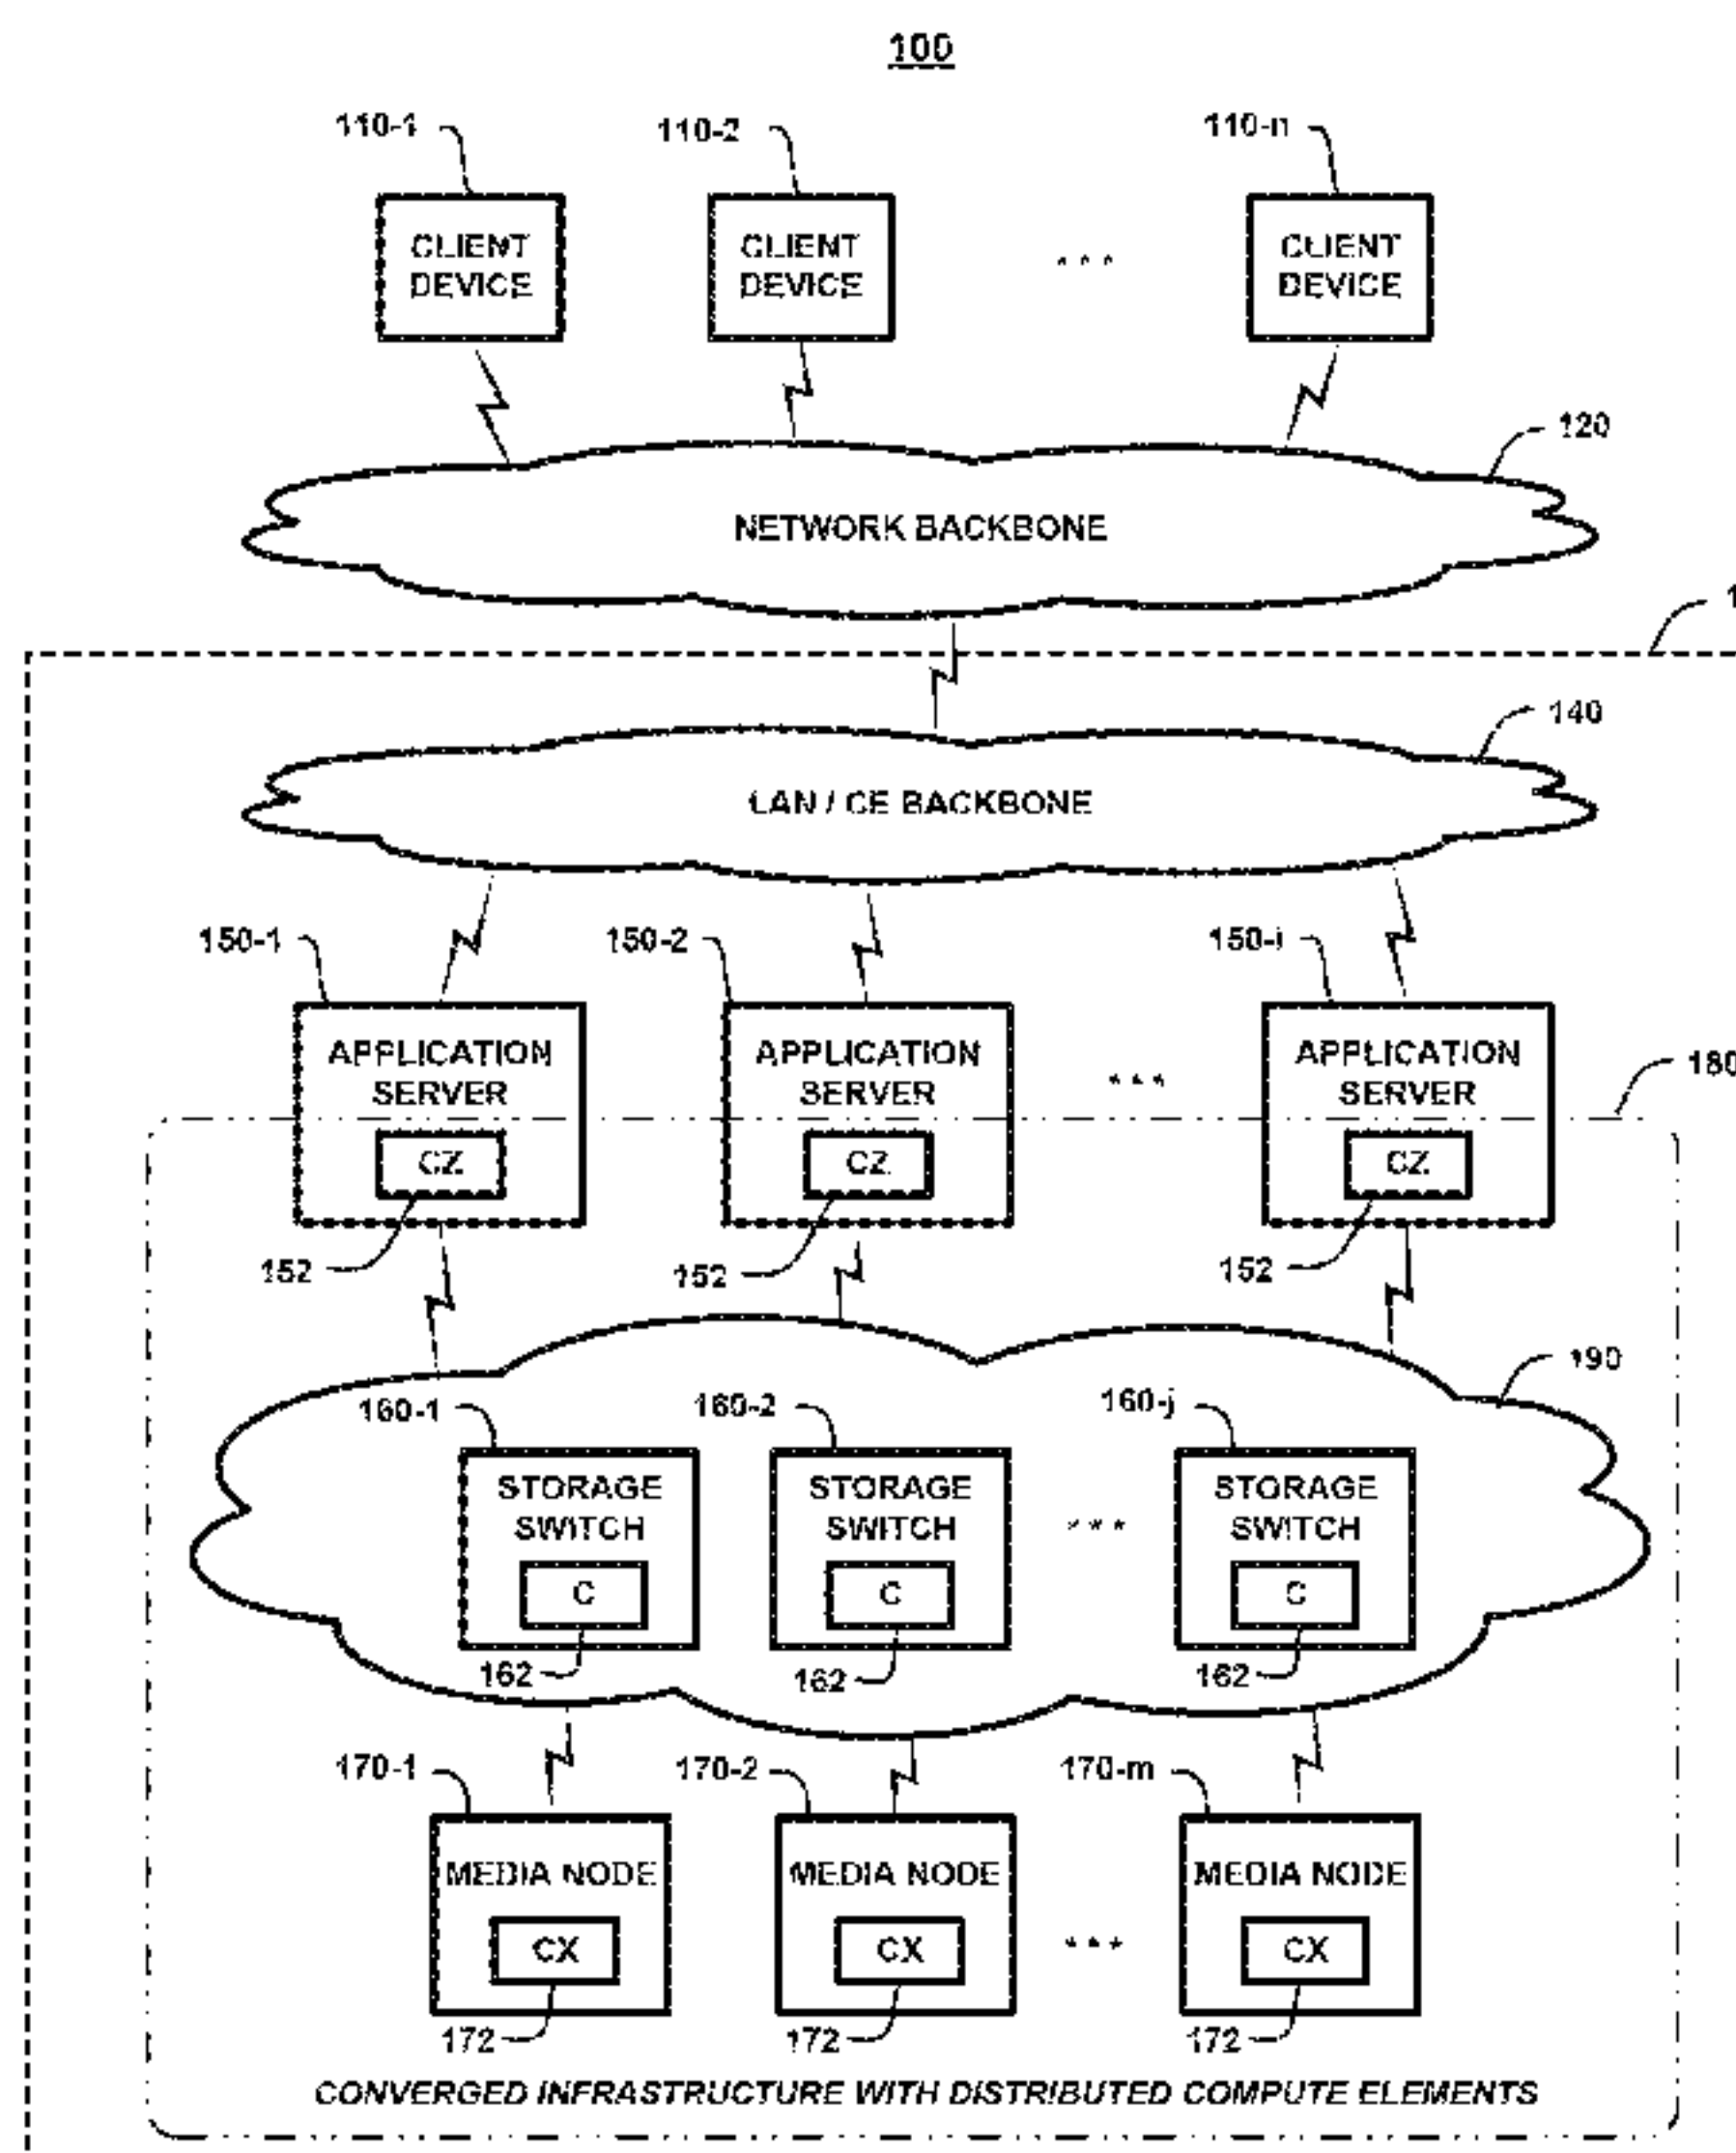 100
110-1 110-2 110-n
CLIENT DEVICE CLIENT DEVICE * * * CLIENT DEVICE
120
NETWORK BACKBONE
140
LAN / CE BACKBONE
150-1 150-2 150-i
APPLICATION SERVER APPLICATION SERVER * * * APPLICATION SERVER
180
CZ CZ CZ
152 152 152
190
160-1 160-2 160-j
STORAGE SWITCH STORAGE SWITCH * * * STORAGE SWITCH
C C C
162 162 162
170-1 170-2 170-m
MEDIA NODE MEDIA NODE MEDIA NODE
CX CX * * * CX
172 172 172
CONVERGED INFRASTRUCTURE WITH DISTRIBUTED COMPUTE ELEMENTS